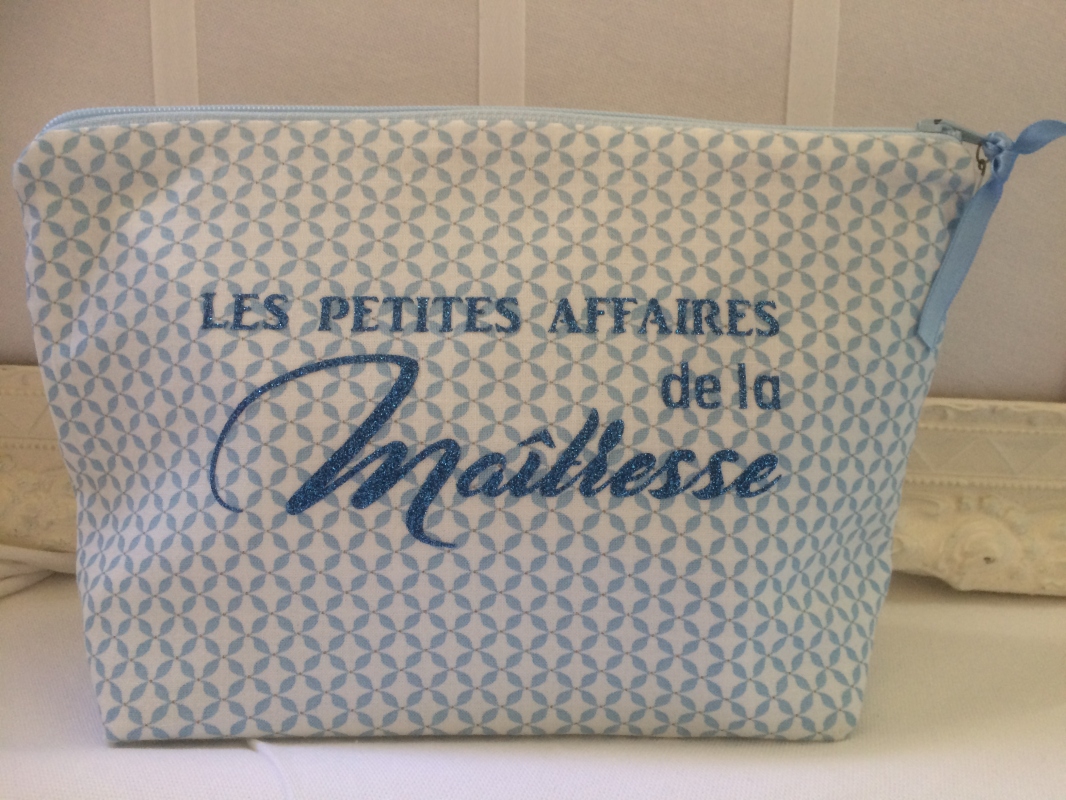 LES PETITES AFFAIRES
de la
Maîtresse